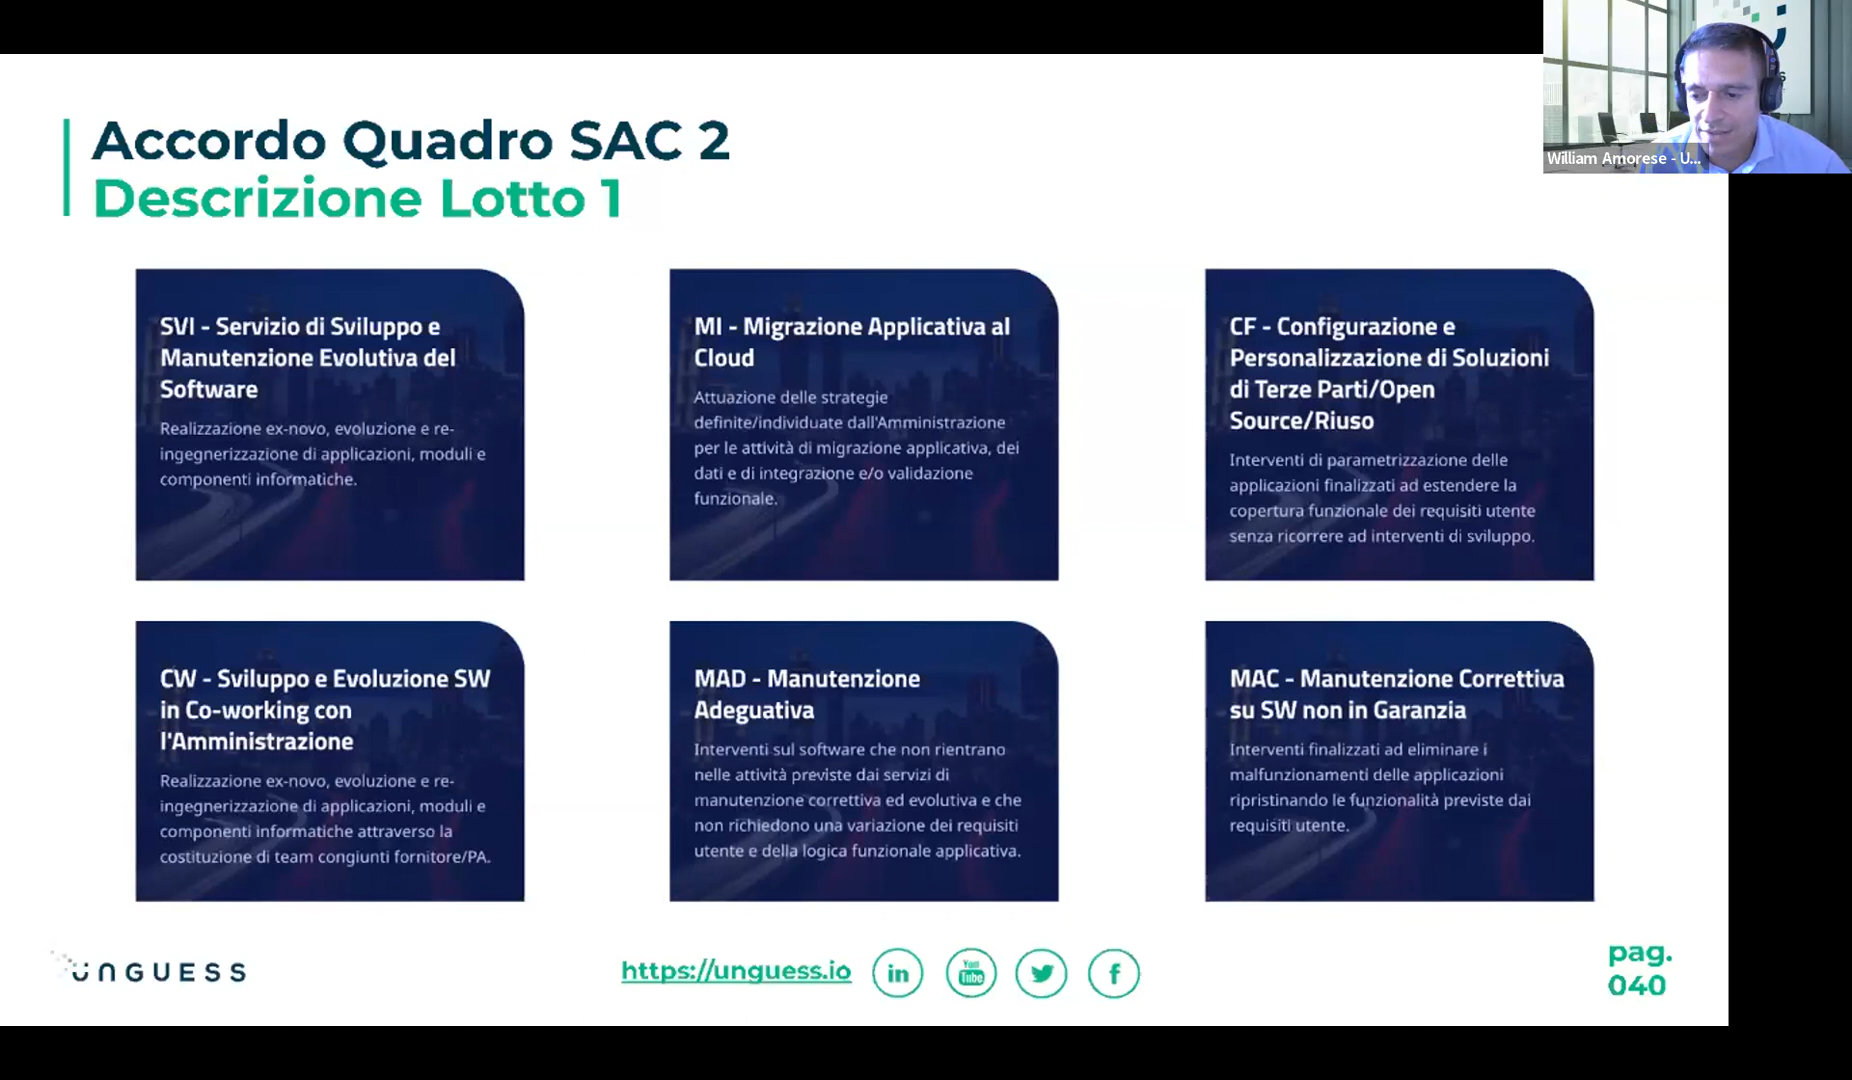 Accordo Quadro SAC 2
Descrizione Lotto 1
William Amorese - U...
SVI - Servizio di Sviluppo e
Manutenzione Evolutiva del
Software
Realizzazione ex-novo, evoluzione e re-
ingegnerizzazione di applicazioni, moduli e
componenti informatiche.
MI - Migrazione Applicativa al
Cloud
Attuazione delle strategie
definite/individuate dall'Amministrazione
per le attività di migrazione applicativa, dei
dati e di integrazione e/o validazione
funzionale.
CF - Configurazione e
Personalizzazione di Soluzioni
di Terze Parti/Open
Source/Riuso
Interventi di parametrizzazione delle
applicazioni finalizzati ad estendere la
copertura funzionale dei requisiti utente
senza ricorrere ad interventi di sviluppo.
CW - Sviluppo e Evoluzione SW
in Co-working con
l'Amministrazione
Realizzazione ex-novo, evoluzione e re-
ingegnerizzazione di applicazioni, moduli e
componenti informatiche attraverso la
costituzione di team congiunti fornitore/PA.
MAD - Manutenzione
Adeguativa
Interventi sul software che non rientrano
nelle attività previste dai servizi di
manutenzione correttiva ed evolutiva e che
non richiedono una variazione dei requisiti
utente e della logica funzionale applicativa.
MAC - Manutenzione Correttiva
su SW non in Garanzia
Interventi finalizzati ad eliminare i
malfunzionamenti delle applicazioni
ripristinando le funzionalità previste dai
requisiti utente.
UNGUESS
https://unguess.io
in
You
Tube
f
pag.
040